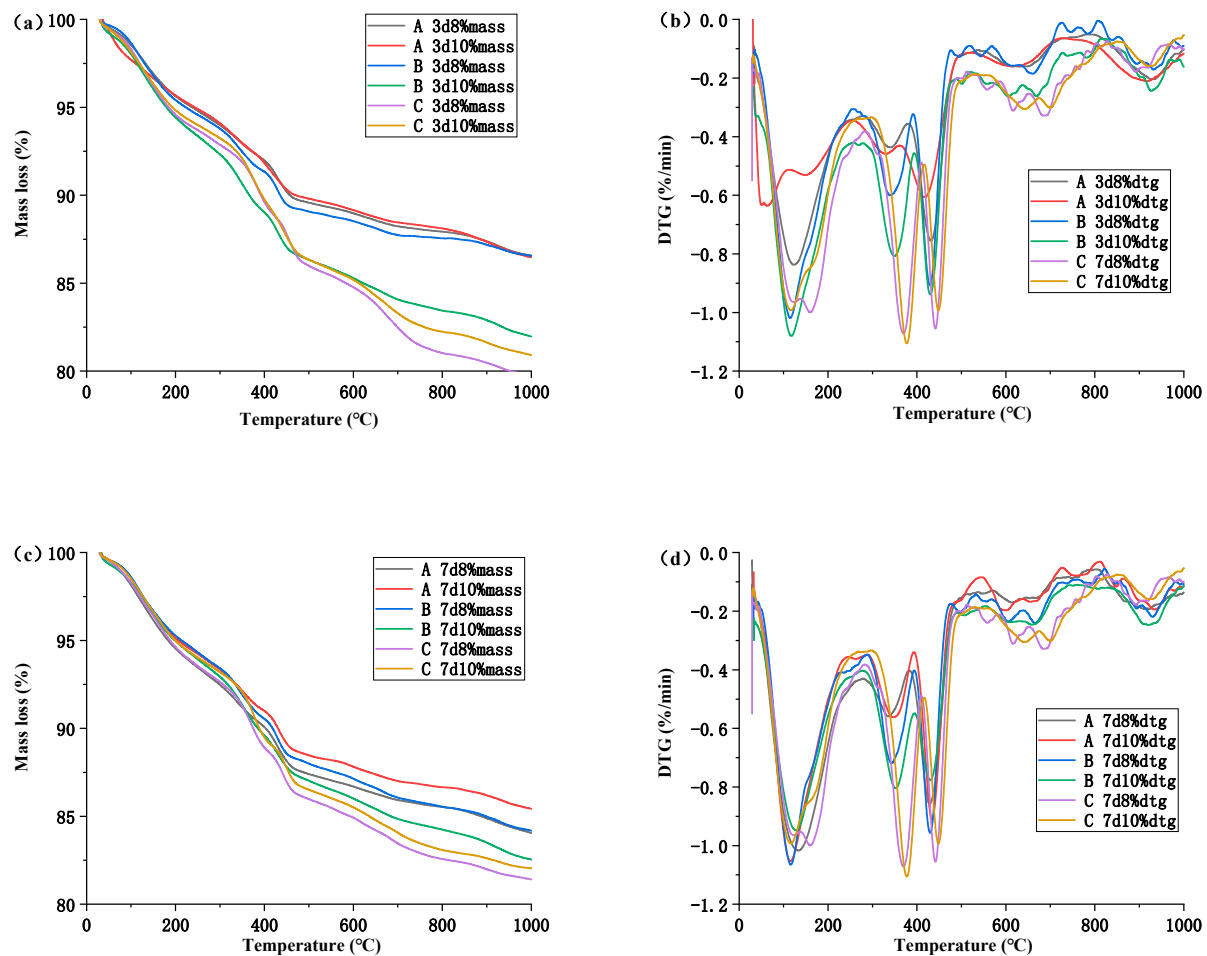 (a)
Mass loss (%)
100
95
90
85
80
0 200 400 600 800 1000
Temperature (℃)
A 3d8%mass
A 3d10%mass
B 3d8%mass
B 3d10%mass
C 3d8%mass
C 3d10%mass
(b)
DTG (%/min)
0.0
-0.2
-0.4
-0.6
-0.8
-1.0
-1.2
0 200 400 600 800 1000
Temperature (℃)
A 3d8%dtg
A 3d10%dtg
B 3d8%dtg
B 3d10%dtg
C 7d8%dtg
C 7d10%dtg
(c)
Mass loss (%)
100
95
90
85
80
0 200 400 600 800 1000
Temperature (℃)
A 7d8%mass
A 7d10%mass
B 7d8%mass
B 7d10%mass
C 7d8%mass
C 7d10%mass
(d)
DTG (%/min)
0.0
-0.2
-0.4
-0.6
-0.8
-1.0
-1.2
0 200 400 600 800 1000
Temperature (℃)
A 7d8%dtg
A 7d10%dtg
B 7d8%dtg
B 7d10%dtg
C 7d8%dtg
C 7d10%dtg